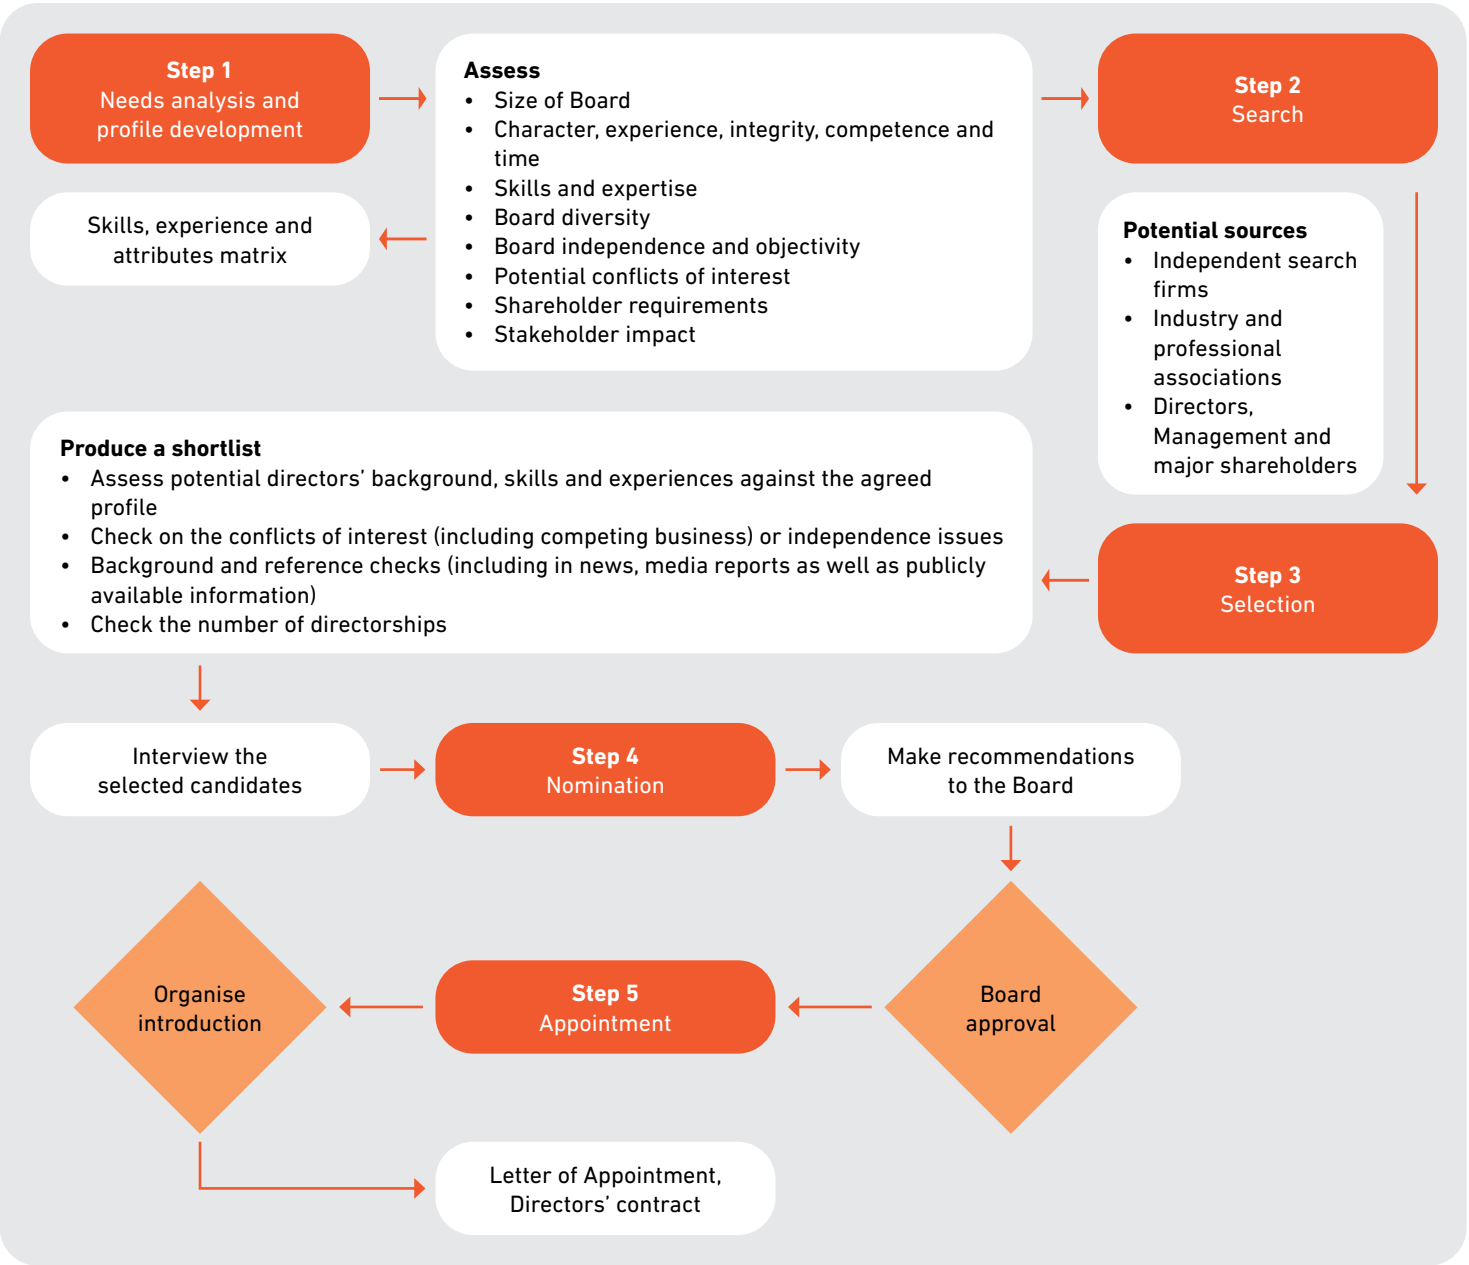 Step 1
Needs analysis and
profile development
Assess
• Size of Board
• Character, experience, integrity, competence and
time
• Skills and expertise
• Board diversity
• Board independence and objectivity
• Potential conflicts of interest
• Shareholder requirements
• Stakeholder impact
Step 2
Search
Skills, experience and
attributes matrix
Potential sources
• Independent search
firms
• Industry and
professional
associations
• Directors,
Management and
major shareholders
Produce a shortlist
• Assess potential directors’ background, skills and experiences against the agreed
profile
• Check on the conflicts of interest (including competing business) or independence issues
• Background and reference checks (including in news, media reports as well as publicly
available information)
• Check the number of directorships
Step 3
Selection
Interview the
selected candidates
Step 4
Nomination
Make recommendations
to the Board
Organise
introduction
Step 5
Appointment
Board
approval
Letter of Appointment,
Directors’ contract